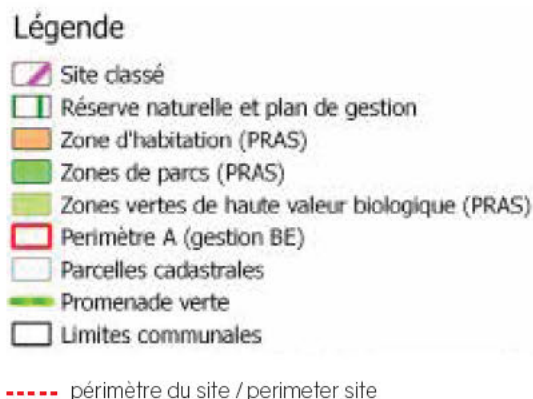 Légende
Site classé
Réserve naturelle et plan de gestion
Zone d'habitation (PRAS)
Zones de parcs (PRAS)
Zones vertes de haute valeur biologique (PRAS)
Perimètre A (gestion BE)
Parcelles cadastrales
Promenade verte
Limites communales
périmètre du site / perimeter site